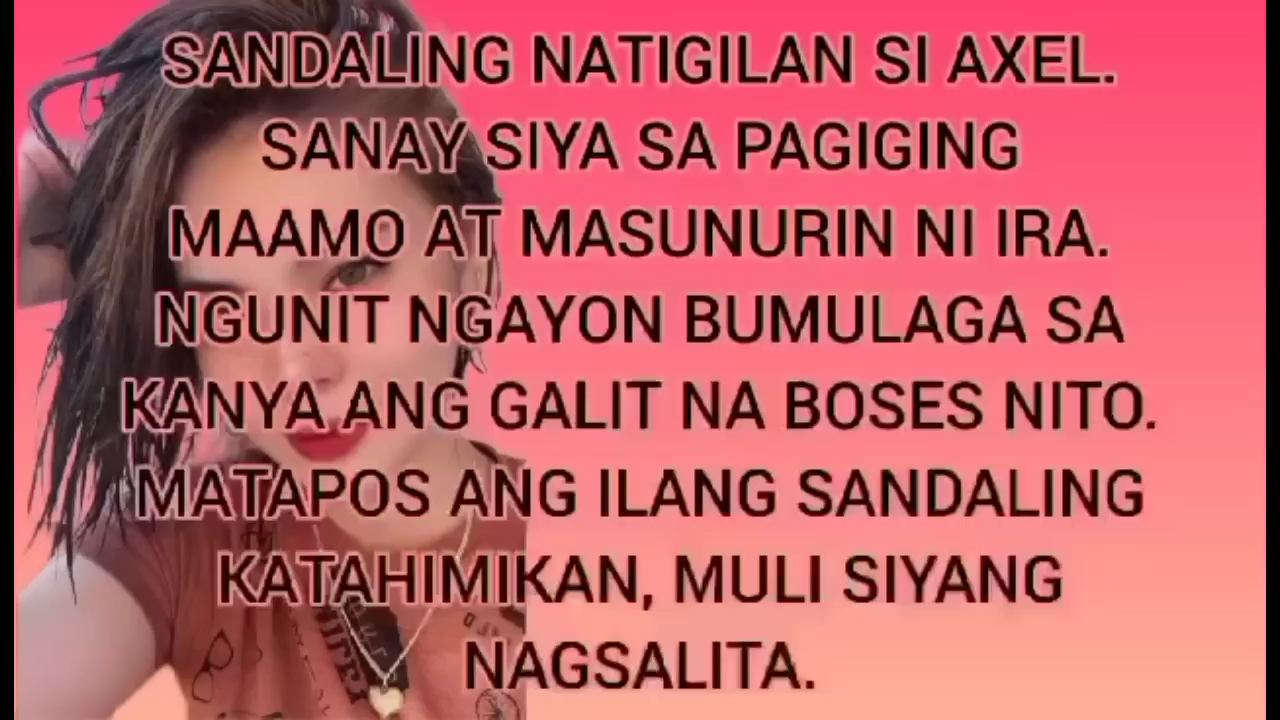 SANDALING NATIGILAN SI AXEL.
SANAY SIYA SA PAGIGING
MAAMO AT MASUNURIN NI IRA.
NGUNIT NGAYON BUMULAGA SA
KANYA ANG GALIT NA BOSES NITO.
MATAPOS ANG ILANG SANDALING
KATAHIMIKAN, MULI SIYANG
NAGSALITA.